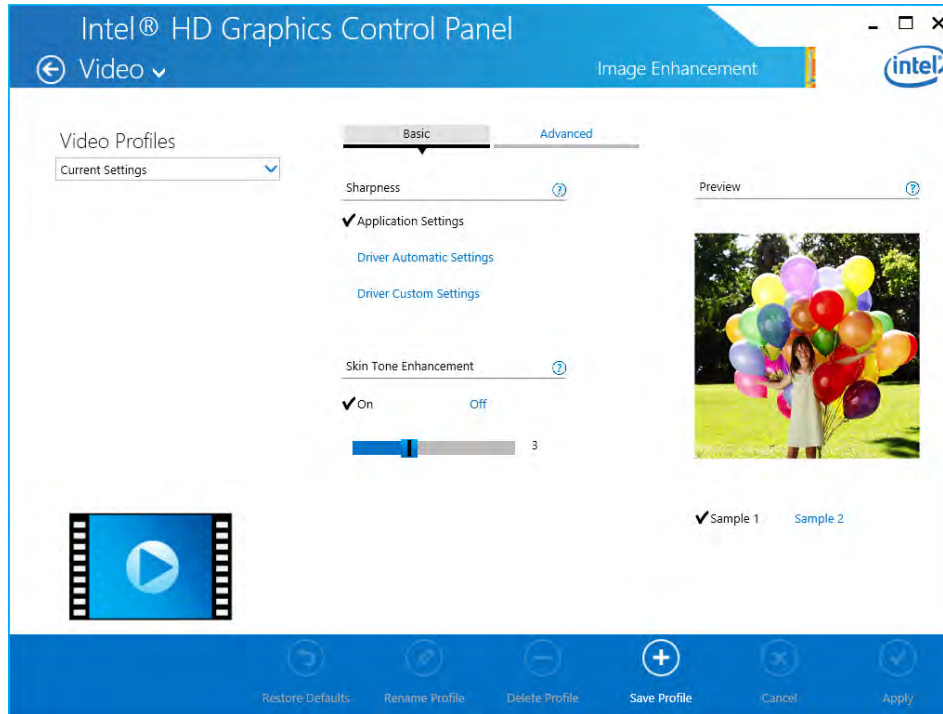 Intel® HD Graphics Control Panel
Video
Image Enhancement
intel
Video Profiles
Current Settings
Basic
Advanced
Sharpness
?
Application Settings
Driver Automatic Settings
Driver Custom Settings
Skin Tone Enhancement
?
On
Off
3
Preview
?
Sample 1
Sample 2
Restore Defaults
Rename Profile
Delete Profile
Save Profile
Cancel
Apply